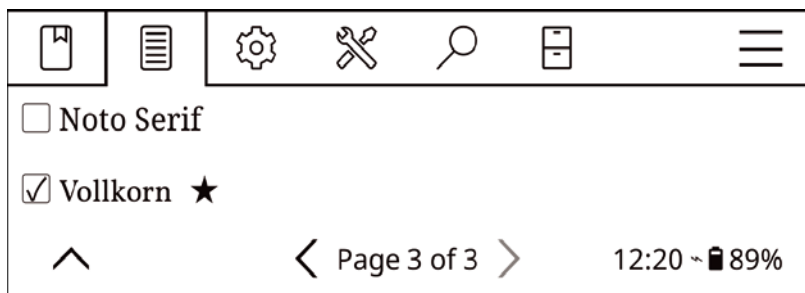 Noto Serif
Vollkorn ★
Page 3 of 3 12:20 89%